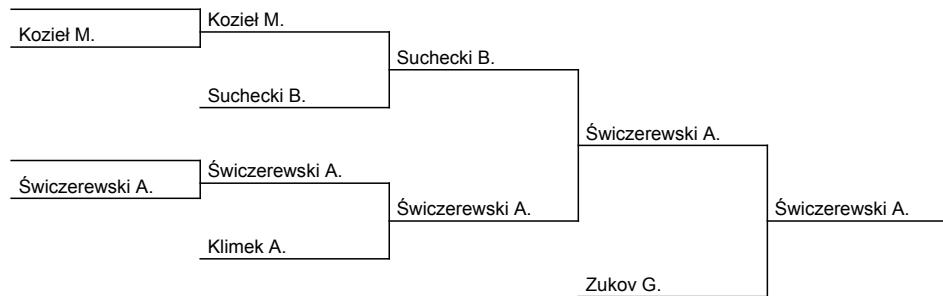 Kozieł M.
Kozieł M.
Suchecki B.
Suchecki B.
Świczerewski A.
Świczerewski A.
Świczerewski A.
Świczerewski A.
Świczerewski A.
Klimek A.
Zukov G.